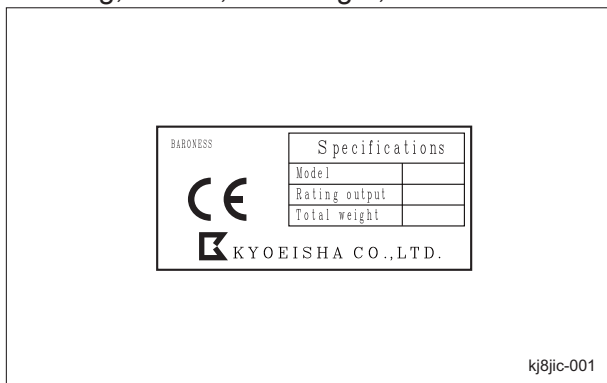 BARONESS
Specifications
Model
Rating output
Total weight
CE
KYOEISHA CO.,LTD.
kj8jic-001